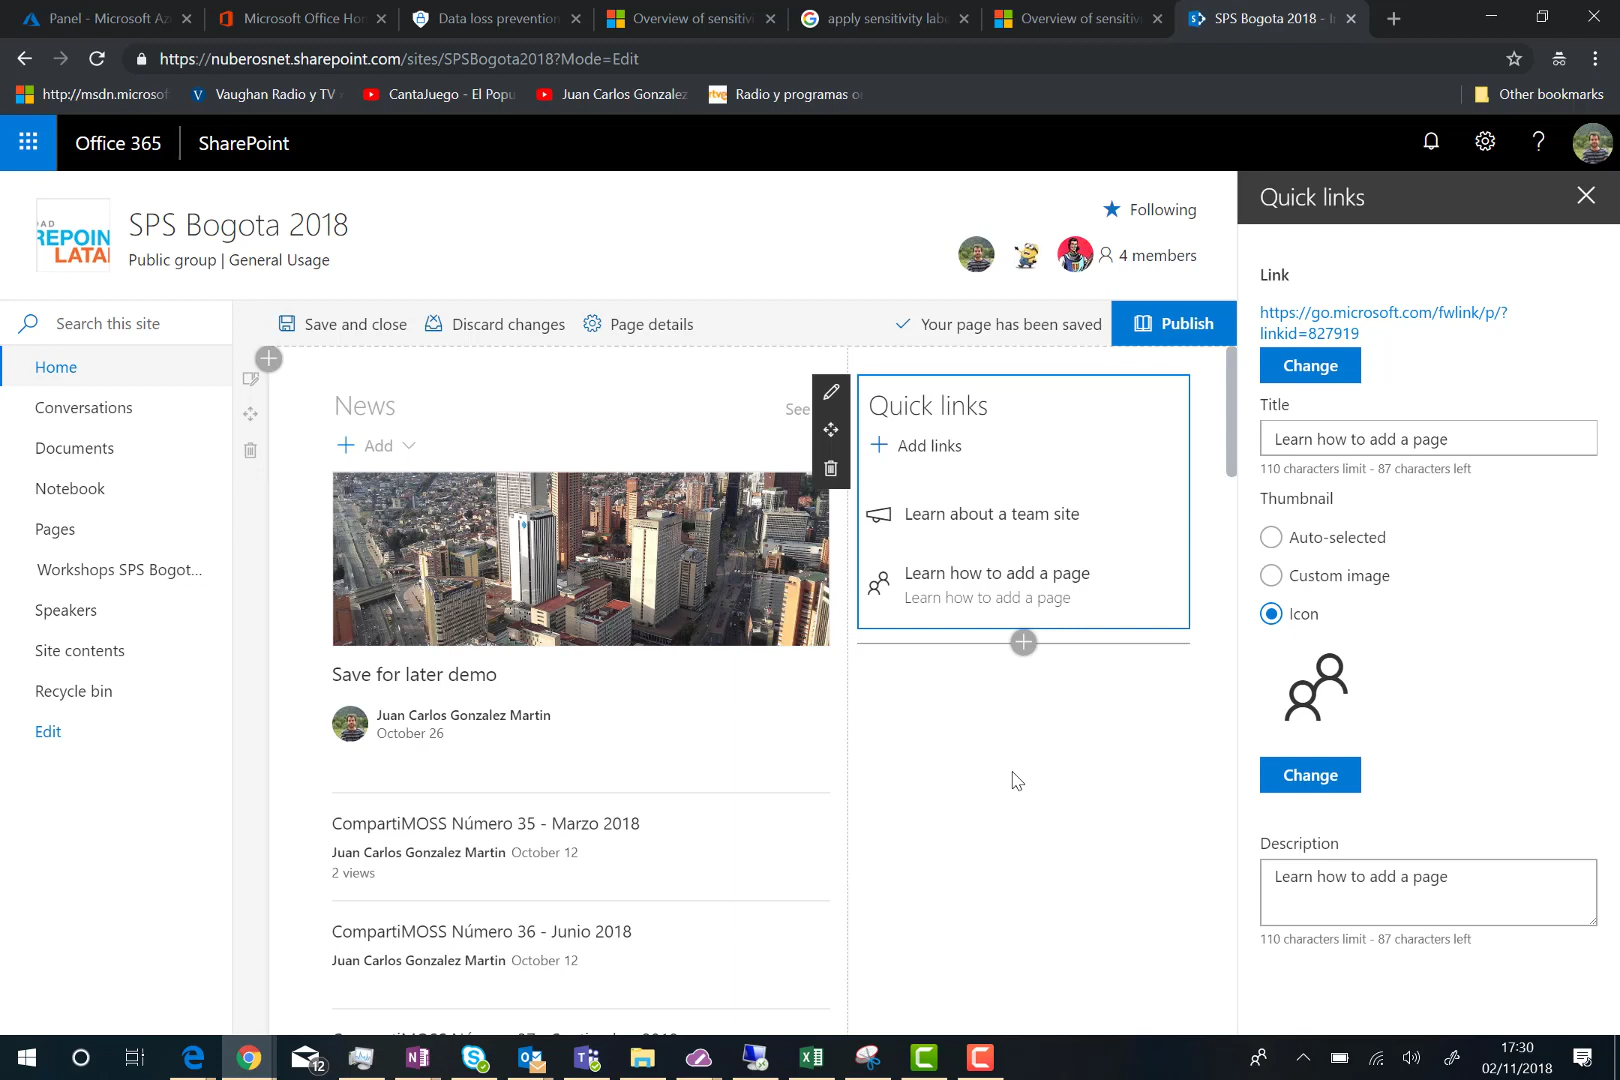 Panel - Microsoft Az
Microsoft Office Hor
Data loss prevention
Overview of sensitivi
apply sensitivity labe
Overview of sensitiv
SPS Bogota 2018 - I
https://nuberosnet.sharepoint.com/sites/SPSBogota2018?Mode=Edit
http://msdn.microsof
Vaughan Radio y TV
CantaJuego - El Popu
Juan Carlos Gonzalez
rtve
Radio y programas o
Other bookmarks
Office 365
SharePoint
Quick links
AD
REPOIN
LATAI
SPS Bogota 2018
Public group | General Usage
Following
4 members
Search this site
Save and close
Discard changes
Page details
Your page has been saved
Publish
Home
Conversations
Documents
Notebook
Pages
Workshops SPS Bogot...
Speakers
Site contents
Recycle bin
Edit
News
See
Add
Save for later demo
Juan Carlos Gonzalez Martin
October 26
CompartiMOSS Número 35 - Marzo 2018
Juan Carlos Gonzalez Martin October 12
2 views
CompartiMOSS Número 36 - Junio 2018
Juan Carlos Gonzalez Martin October 12
Quick links
Add links
Learn about a team site
Learn how to add a page
Learn how to add a page
Link
https://go.microsoft.com/fwlink/p/?
linkid=827919
Change
Title
Learn how to add a page
110 characters limit - 87 characters left
Thumbnail
Auto-selected
Custom image
Icon
Change
Description
Learn how to add a page
110 characters limit - 87 characters left
12
17:30
02/11/2018